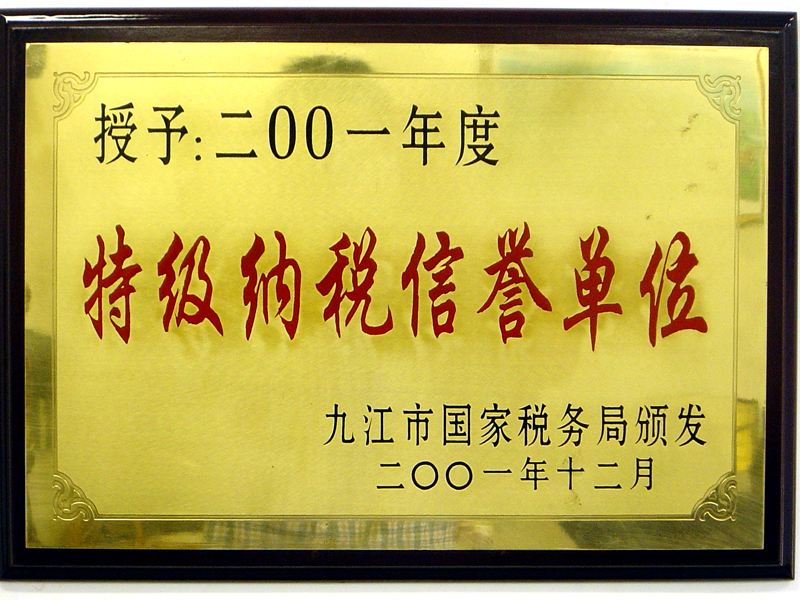 授予:二00一年度
特级纳税信誉单位
九江市国家税务局颁发
二〇〇一年十二月